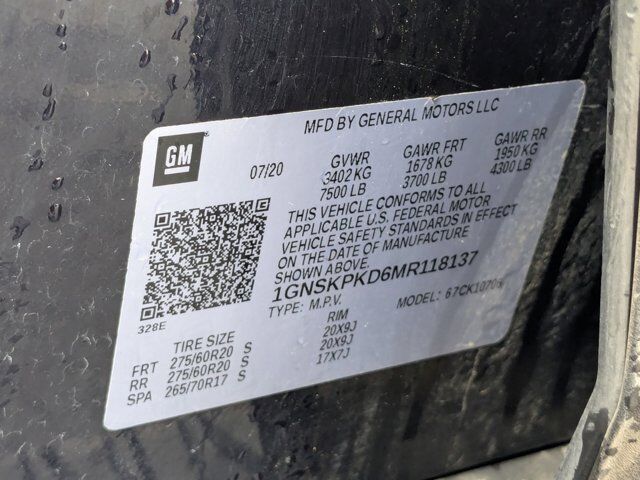 MFD BY GENERAL MOTORS LLC
GM
07/20
GVWR
3402 KG
7500 LB
GAWR FRT
1678 KG
3700 LB
GAWR RR
1950 KG
4300 LB
THIS VEHICLE CONFORMS TO ALL
APPLICABLE U.S. FEDERAL MOTOR
VEHICLE SAFETY STANDARDS IN EFFECT
ON THE DATE OF MANUFACTURE
SHOWN ABOVE.
1GNSKPKD6MR118137
TYPE: M.P.V. MODEL: 67CK10706
328E
TIRE SIZE RIM
FRT 275/60R20 S 20X9J
RR 275/60R20 S 20X9J
SPA 265/70R17 S 17X7J